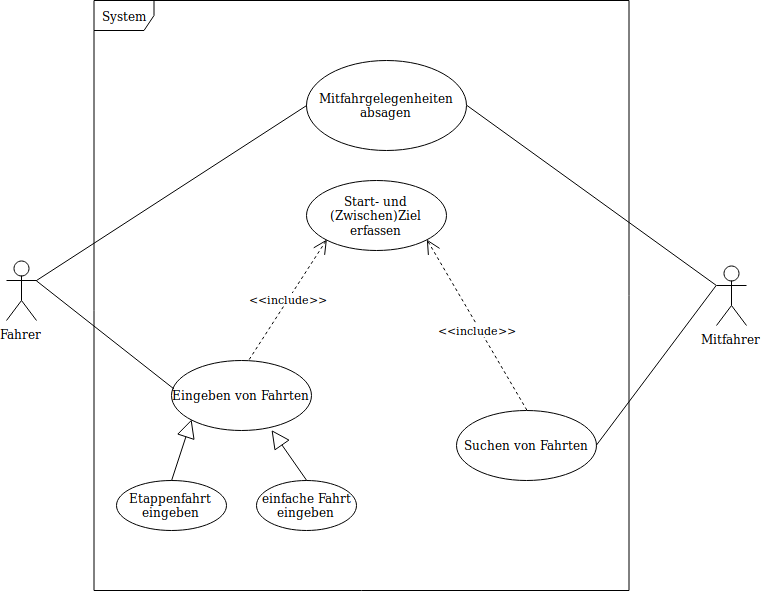 System
Mitfahrgelegenheiten
absagen
Start- und
(Zwischen)Ziel
erfassen
<<include>>
<<include>>
Fahrer
Mitfahrer
Eingeben von Fahrten
Suchen von Fahrten
Etappenfahrt
eingeben
einfache Fahrt
eingeben